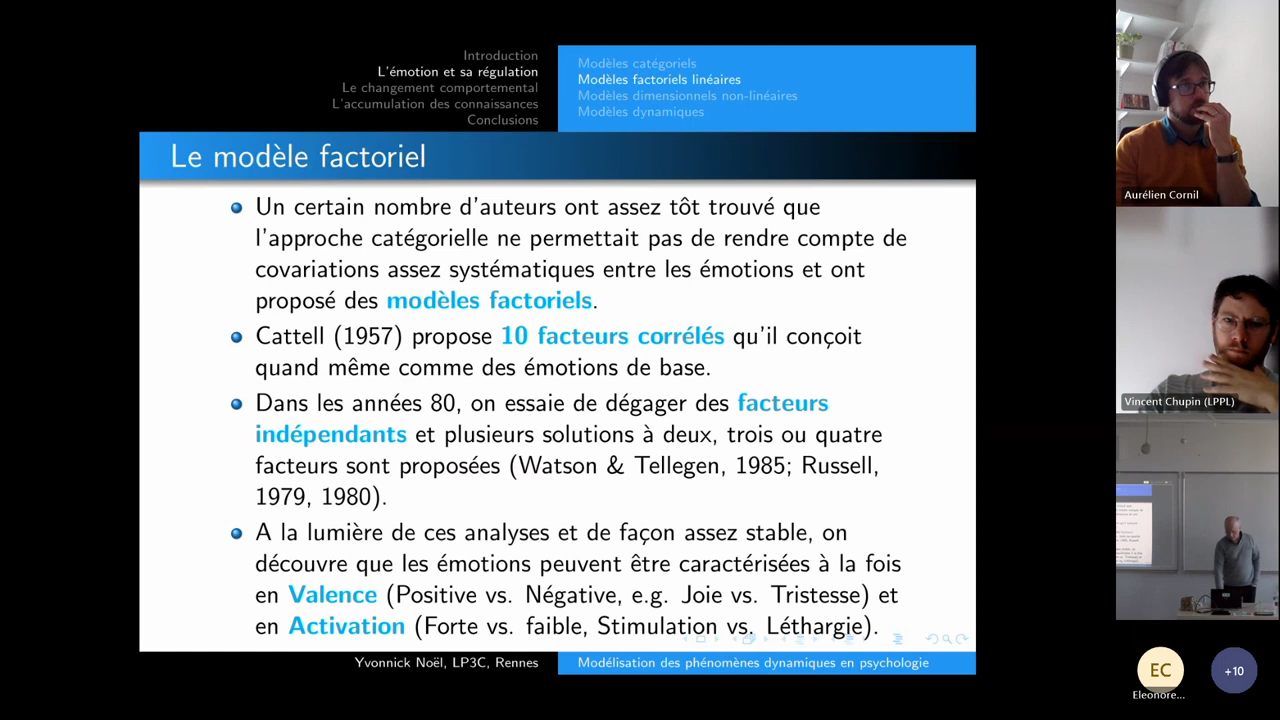 Introduction
L'émotion et sa régulation
Le changement comportemental
L'accumulation des connaissances
Conclusions
Modèles catégoriels
Modèles factoriels linéaires
Modèles dimensionnels non-linéaires
Modèles dynamiques
Le modèle factoriel
Un certain nombre d'auteurs ont assez tôt trouvé que
l'approche catégorielle ne permettait pas de rendre compte de
covariations assez systématiques entre les émotions et ont
proposé des modèles factoriels.
Cattell (1957) propose 10 facteurs corrélés qu'il conçoit
quand même comme des émotions de base.
Dans les années 80, on essaie de dégager des facteurs
indépendants et plusieurs solutions à deux, trois ou quatre
facteurs sont proposées (Watson & Tellegen, 1985; Russell,
1979, 1980).
A la lumière de ces analyses et de façon assez stable, on
découvre que les émotions peuvent être caractérisées à la fois
en Valence (Positive vs. Négative, e.g. Joie vs. Tristesse) et
en Activation (Forte vs. faible, Stimulation vs. Léthargie).
Yvonnick Noël, LP3C, Rennes
Modélisation des phénomènes dynamiques en psychologie
Aurélien Cornil
Vincent Chupin (LPPL)
EC
Eleonore...
+10